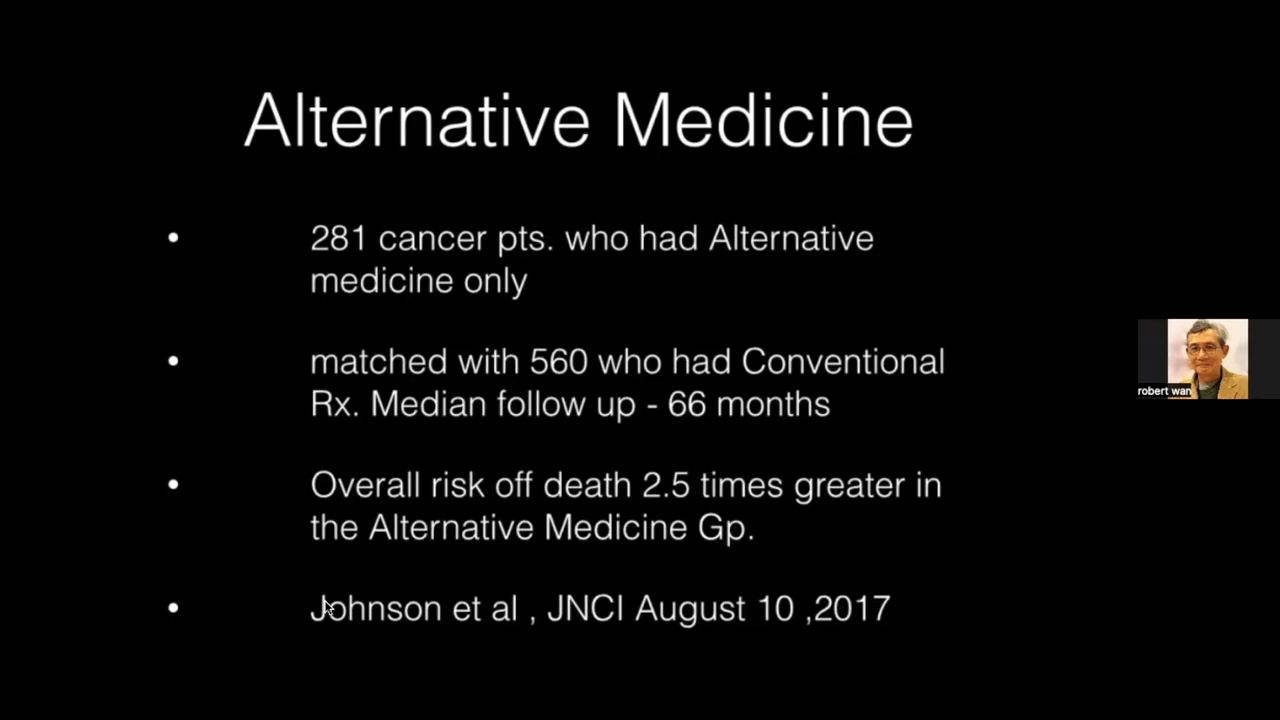 Alternative Medicine
• 281 cancer pts. who had Alternative
medicine only
• matched with 560 who had Conventional
Rx. Median follow up - 66 months
• Overall risk off death 2.5 times greater in
the Alternative Medicine Gp.
• Johnson et al , JNCI August 10 ,2017
robert wan